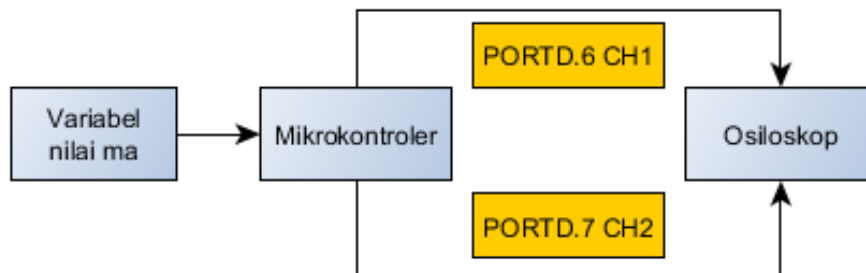 PORTD.6 CH1
Variabel
nilai ma
Mikrokontroler
Osiloskop
PORTD.7 CH2